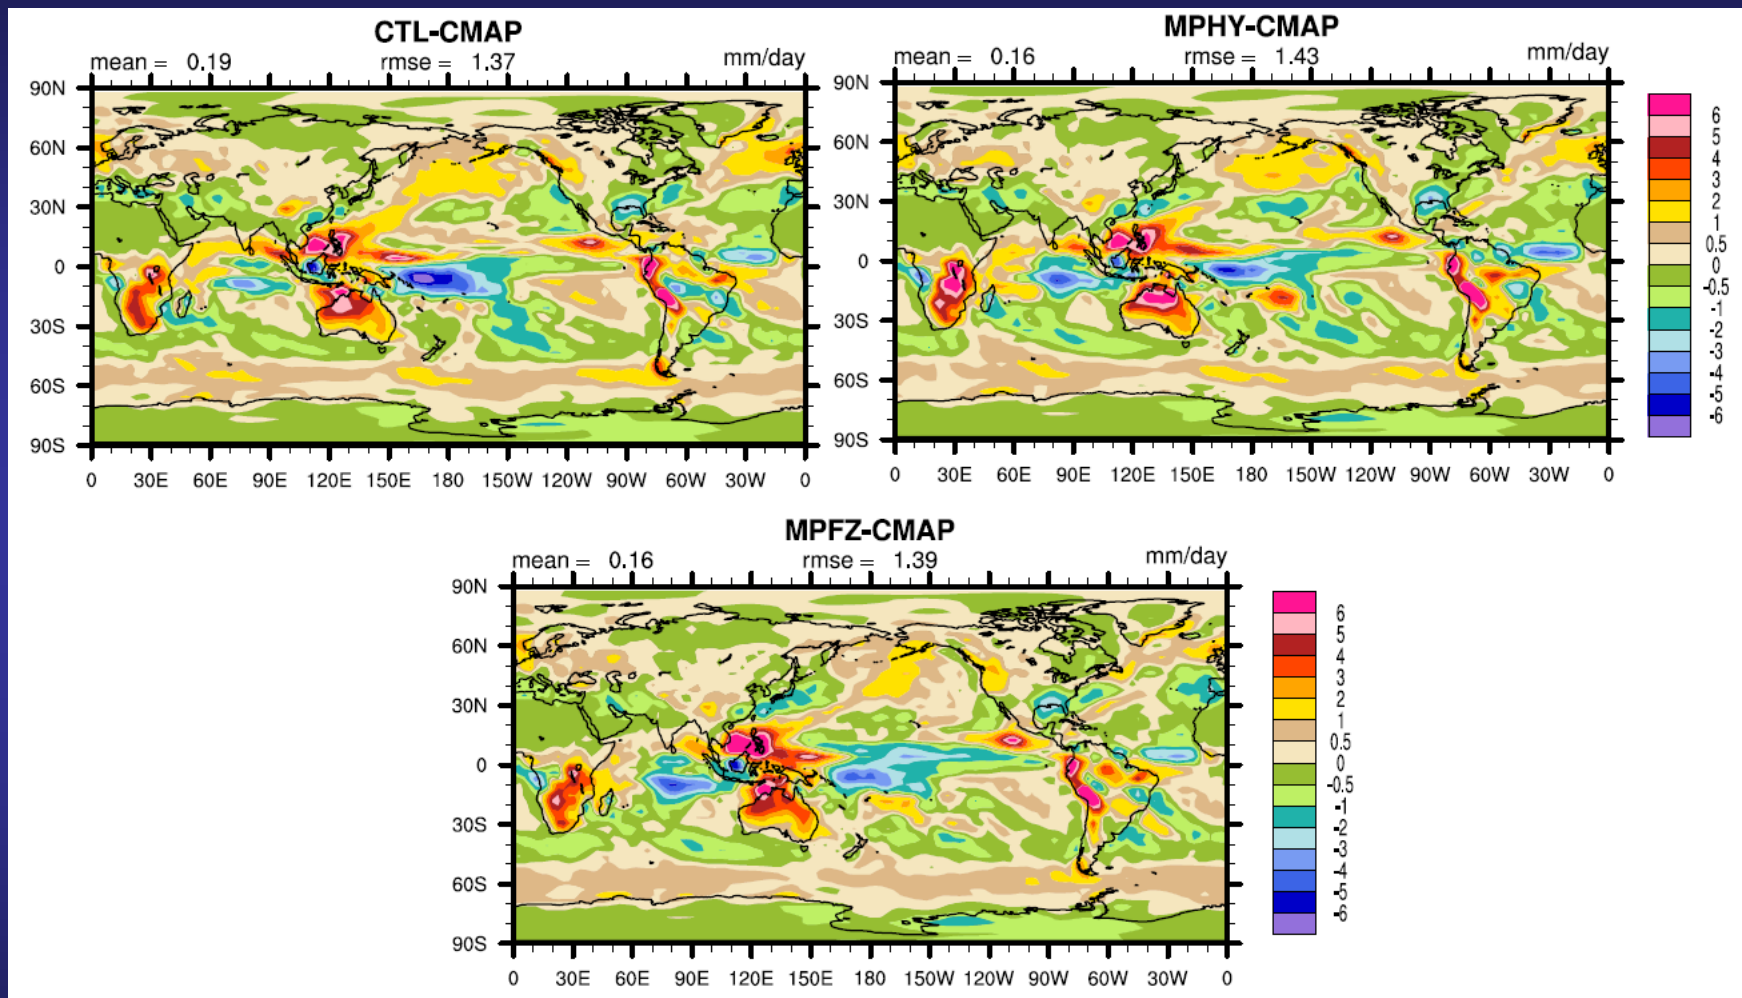 CTL-CMAP
mean = 0.19 rmse = 1.37 mm/day
90N
60N
30N
0
30S
60S
90S
0 30E 60E 90E 120E 150E 180 150W 120W 90W 60W 30W 0
MPHY-CMAP
mean = 0.16 rmse = 1.43 mm/day
90N
60N
30N
0
30S
60S
90S
0 30E 60E 90E 120E 150E 180 150W 120W 90W 60W 30W 0
6
5
4
3
2
1
0.5
0
-0.5
-1
-2
-3
-4
-5
-6
MPFZ-CMAP
mean = 0.16 rmse = 1.39 mm/day
90N
60N
30N
0
30S
60S
90S
0 30E 60E 90E 120E 150E 180 150W 120W 90W 60W 30W 0
6
5
4
3
2
1
0.5
0
-0.5
-1
-2
-3
-4
-5
-6